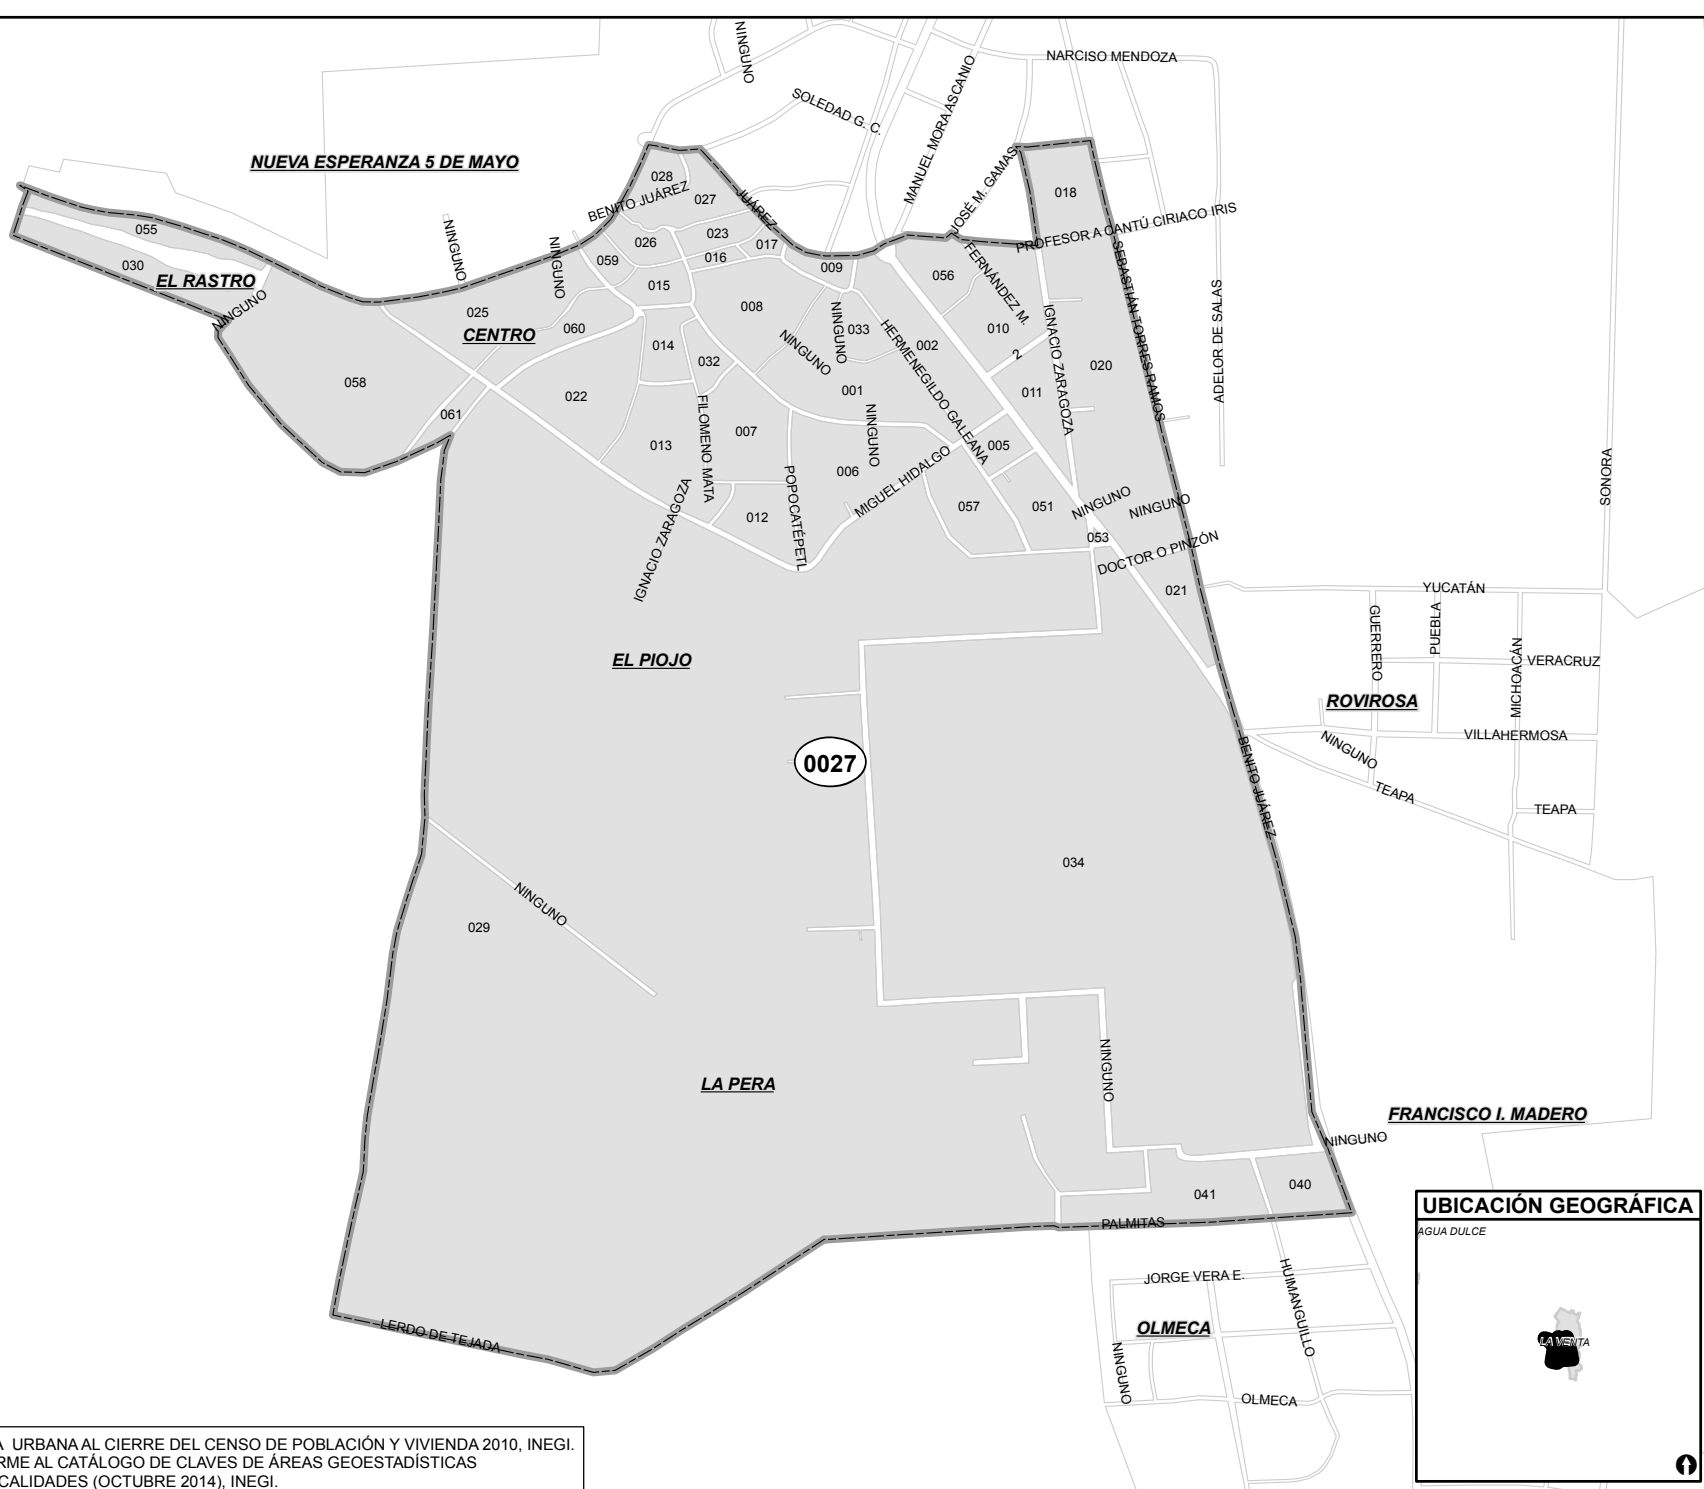 NINGUNO
NARCISO MENDOZA
SOLEDAD G. C.
MANUEL MORA ASCANIO
NUEVA ESPERANZA 5 DE MAYO
JOSÉ M. GAMAS
028
018
BENITO JUÁREZ
027
JUÁREZ
PROFESOR A CANTÚ CIRIACO IRIS
055
023
026
017
NINGUNO
NINGUNO
059
016
009
030
EL RASTRO
056
FERNÁNDEZ M.
SEBASTIÁN TORRES RAMOS
015
NINGUNO
025
CENTRO
060
008
NINGUNO
033
HERMENEGILDO GALEANA
010
IGNACIO ZARAGOZA
ADELOR DE SALAS
014
032
NINGUNO
002
2
020
058
022
001
011
061
FILOMENO MATA
007
NINGUNO
013
005
006
MIGUEL HIDALGO
SONORA
IGNACIO ZARAGOZA
012
POPOCATÉPETL
057
051
NINGUNO
NINGUNO
053
DOCTOR O PINZÓN
021
YUCATÁN
GUERRERO
PUEBLA
MICHOACÁN
VERACRUZ
EL PIOJO
ROVIROSA
VILLAHERMOSA
NINGUNO
0027
BENITO JUÁREZ
TEAPA
TEAPA
034
NINGUNO
029
NINGUNO
LA PERA
FRANCISCO I. MADERO
NINGUNO
041
040
PALMITAS
UBICACIÓN GEOGRÁFICA
AGUA DULCE
LA VENTA
JORGE VERA E.
HUIMANGUILLO
OLMECA
LERDO DE TEJADA
NINGUNO
OLMECA
A URBANA AL CIERRE DEL CENSO DE POBLACIÓN Y VIVIENDA 2010, INEGI.
RME AL CATÁLOGO DE CLAVES DE ÁREAS GEOESTADÍSTICAS
CALIDADES (OCTUBRE 2014), INEGI.